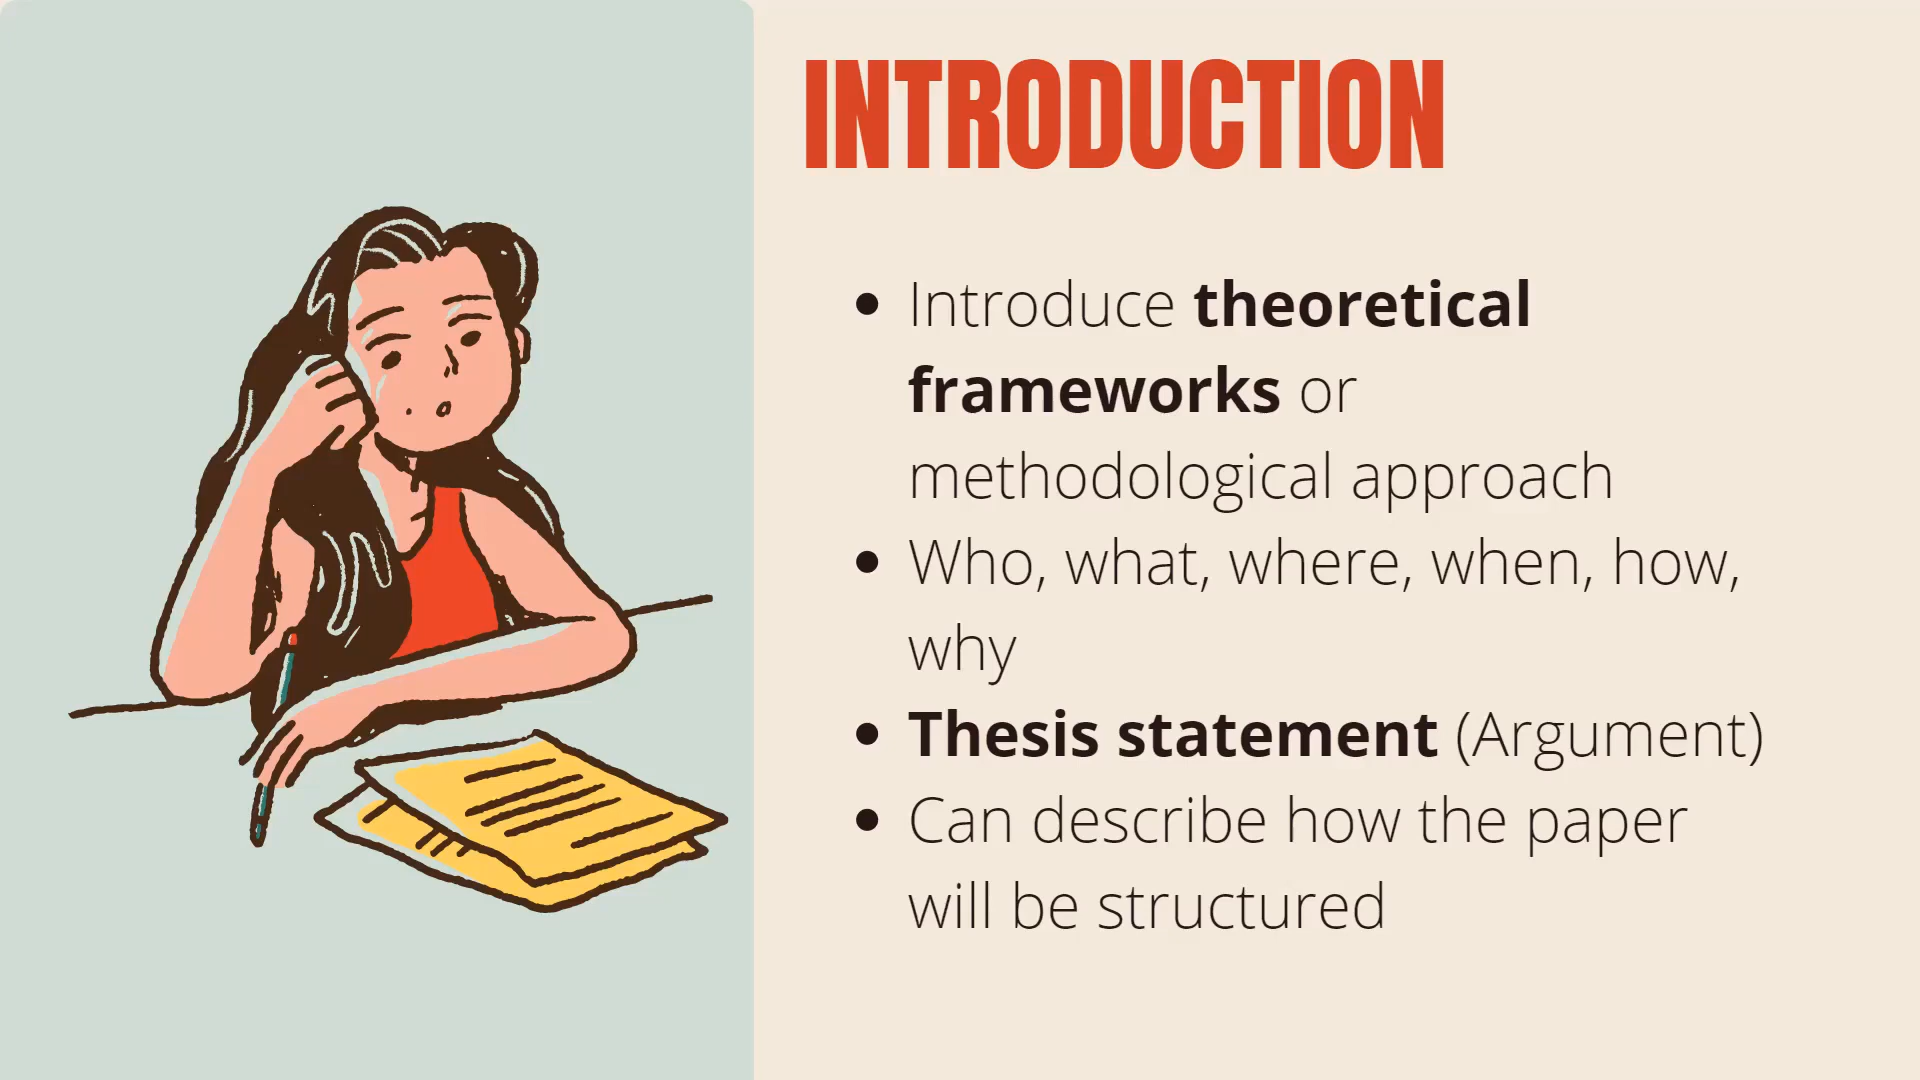 INTRODUCTION
• Introduce theoretical
frameworks or
methodological approach
• Who, what, where, when, how,
why
• Thesis statement (Argument)
• Can describe how the paper
will be structured